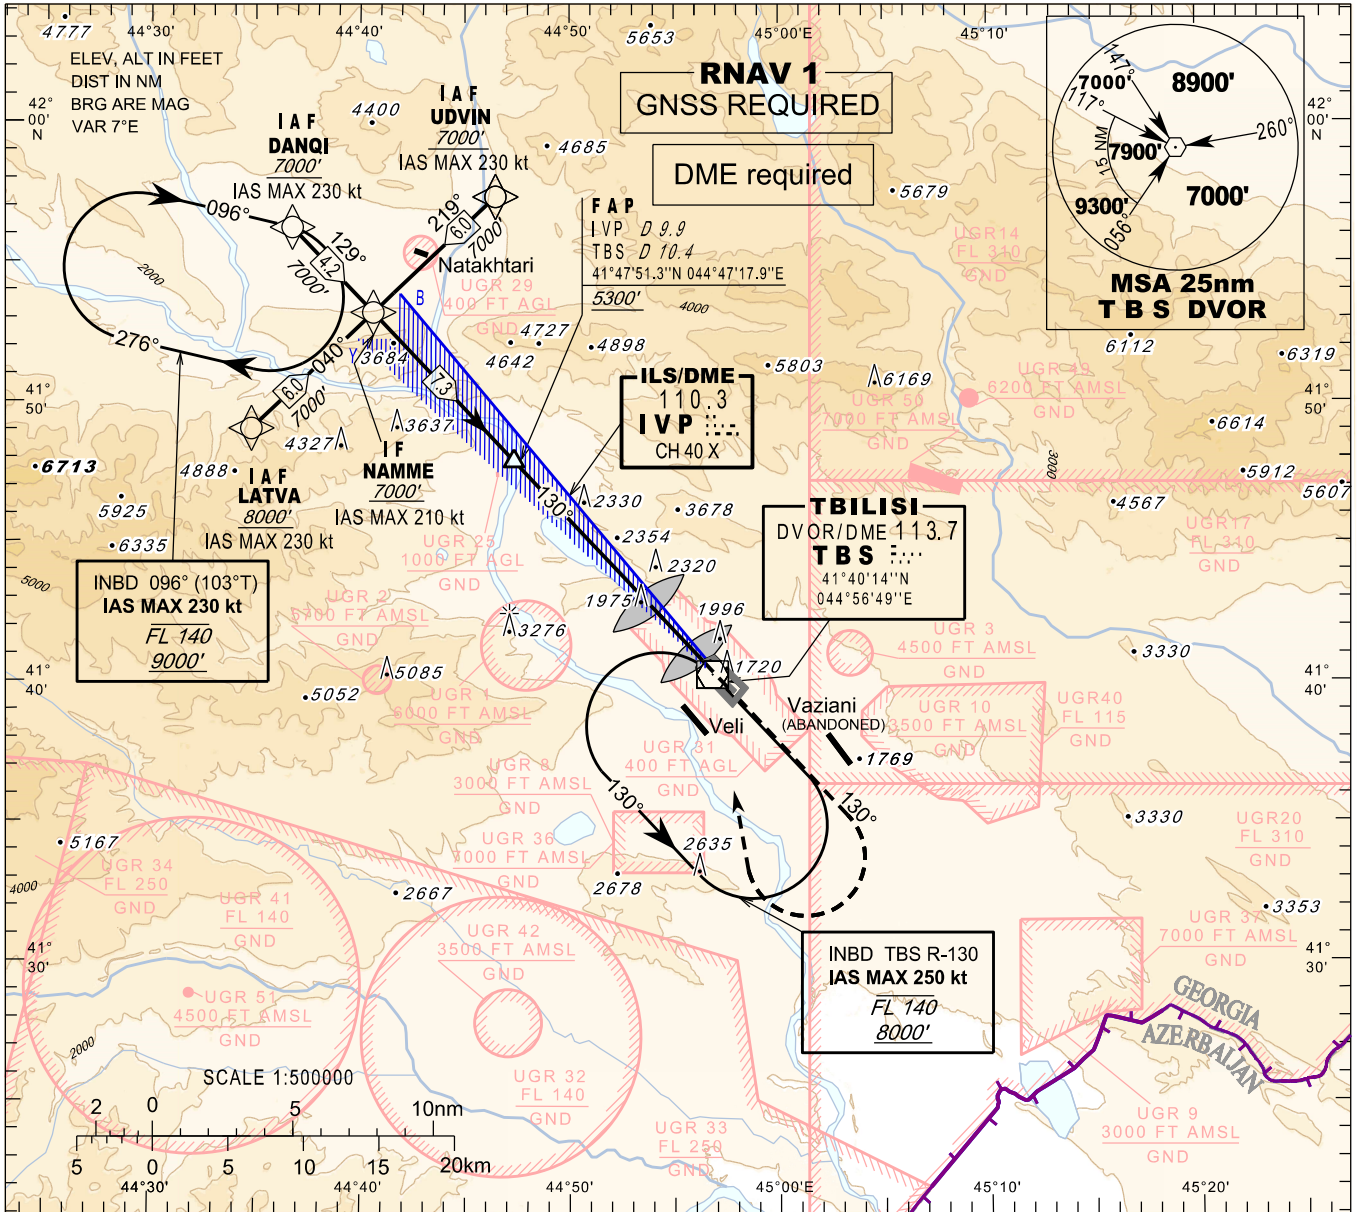 44°30'
44°40'
44°50'
45°00'E
45°10'
4777
5653
ELEV, ALT IN FEET
DIST IN NM
BRG ARE MAG
VAR 7°E
42°
00'
N
4400
4685
5679
IAF
UDVIN
7000'
IAS MAX 230 kt
IAF
DANQI
7000'
IAS MAX 230 kt
RNAV 1
GNSS REQUIRED
DME required
147°
7000'
117°
8900'
260°
15 NM
7900'
9300'
7000'
056°
MSA 25nm
TBS DVOR
42°
00'
N
096°
129°
4.2
7000'
219°
6.0
7000'
2000
276°
Natakhtari
UGR 29
400 FT AGL
GND
FAP
IVP D 9.9
TBS D 10.4
41°47'51.3"N 044°47'17.9"E
5300'
4000
UGR14
FL 310
GND
B
Y
3684
4727
4642
4898
5803
6169
6112
6319
040°
6.0
7000'
7.3
41°
50'
ILS/DME
110.3
IVP
CH 40 X
UGR 49
6200 FT AMSL
GND
UGR 50
7000 FT AMSL
GND
41°
50'
6614
5912
5607
4567
3000
3637
4327
4888
6713
5925
6335
5000
IAF
LATVA
8000'
IAS MAX 230 kt
IF
NAMME
7000'
IAS MAX 210 kt
130°
2330
3678
2354
2320
UGR 25
1000 FT AGL
GND
TBILISI
DVOR/DME 113.7
TBS
41°40'14"N
044°56'49"E
UGR17
FL 310
GND
INBD 096° (103°T)
IAS MAX 230 kt
FL 140
9000'
UGR 2
5700 FT AMSL
GND
1975
1996
3276
1720
5085
5052
UGR 3
4500 FT AMSL
GND
3330
41°
40'
UGR 1
6000 FT AMSL
GND
Veli
Vaziani
(ABANDONED)
UGR 10
3500 FT AMSL
GND
UGR40
FL 115
GND
41°
40'
1769
UGR 31
400 FT AGL
GND
UGR 8
3000 FT AMSL
GND
130°
130°
UGR 36
7000 FT AMSL
GND
2635
2678
3330
UGR20
FL 310
GND
5167
UGR 34
FL 250
GND
4000
UGR 41
FL 140
GND
2667
3353
UGR 37
7000 FT AMSL
GND
UGR 42
3500 FT AMSL
GND
41°
30'
INBD TBS R-130
IAS MAX 250 kt
FL 140
8000'
41°
30'
GEORGIA
AZERBAIJAN
UGR 51
4500 FT AMSL
GND
2000
SCALE 1:500000
2 0 5 10nm
5 0 5 10 15 20km
UGR 32
FL 140
GND
UGR 33
FL 250
GND
UGR 9
3000 FT AMSL
GND
44°30'
44°40'
44°50'
45°00'E
45°10'
45°20'